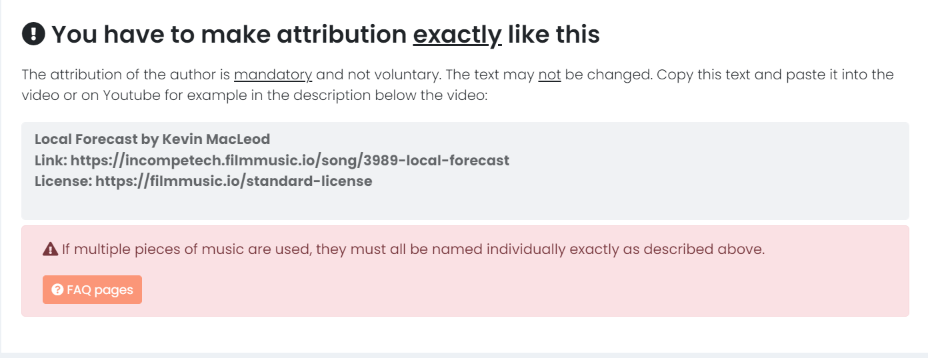 You have to make attribution exactly like this
The attribution of the author is mandatory and not voluntary. The text may not be changed. Copy this text and paste it into the
video or on Youtube for example in the description below the video:
Local Forecast by Kevin MacLeod
Link: https://incompetech.filmmusic.io/song/3989-local-forecast
License: https://filmmusic.io/standard-license
If multiple pieces of music are used, they must all be named individually exactly as described above.
FAQ pages